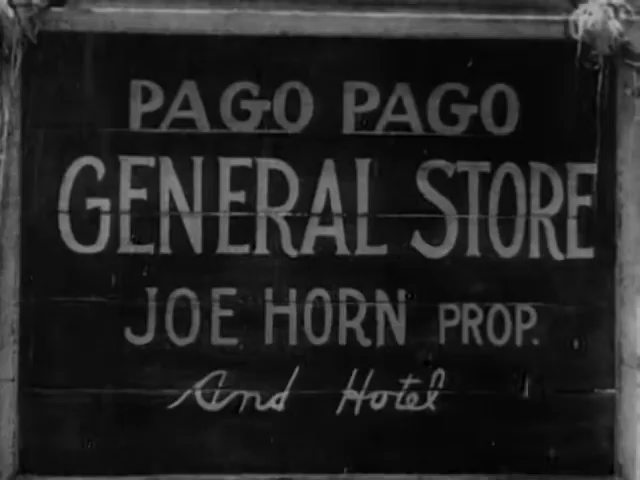 PAGO PAGO
GENERAL STORE
JOE HORN PROP.
And Hotel